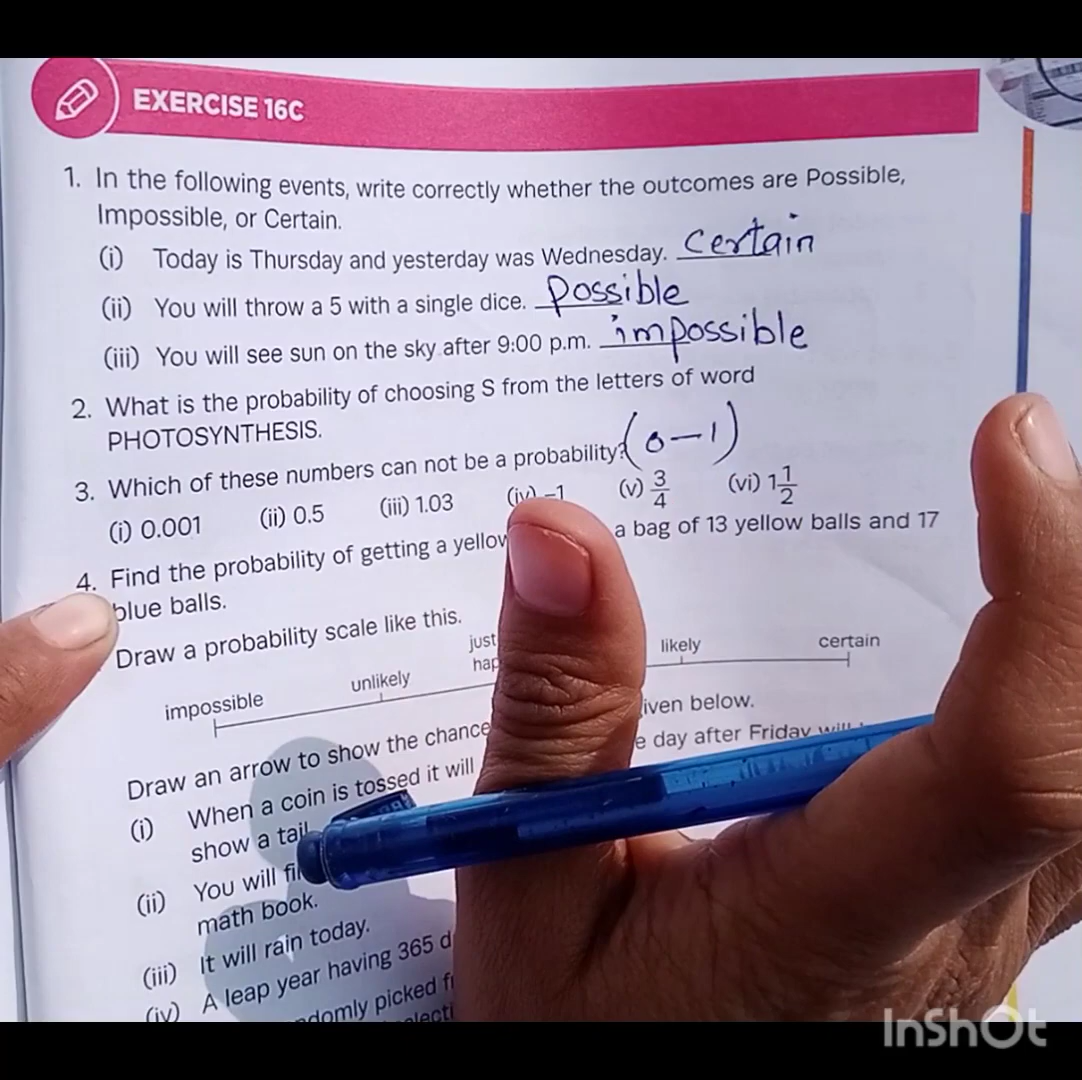 EXERCISE 16C
1. In the following events, write correctly whether the outcomes are Possible,
Impossible, or Certain.
(i) Today is Thursday and yesterday was Wednesday. certain
(ii) You will throw a 5 with a single dice. possible
(iii) You will see sun on the sky after 9:00 p.m. impossible
2. What is the probability of choosing S from the letters of word
PHOTOSYNTHESIS.
3. Which of these numbers can not be a probability? (0-1)
(i) 0.001 (ii) 0.5 (iii) 1.03 (iv) -1 (v) 3/4 (vi) 1 1/2
4. Find the probability of getting a a bag of 13 yellow balls and 17
blue balls.
Draw a probability scale like this.
impossible unlikely just likely certain
Draw an arrow to show the iven below.
(i) When a coin is tossed it will e day after Friday
show a tail
(ii) You will
math book.
(iii) It will rain today.
(iv) A leap year having 365
picked
InShOt